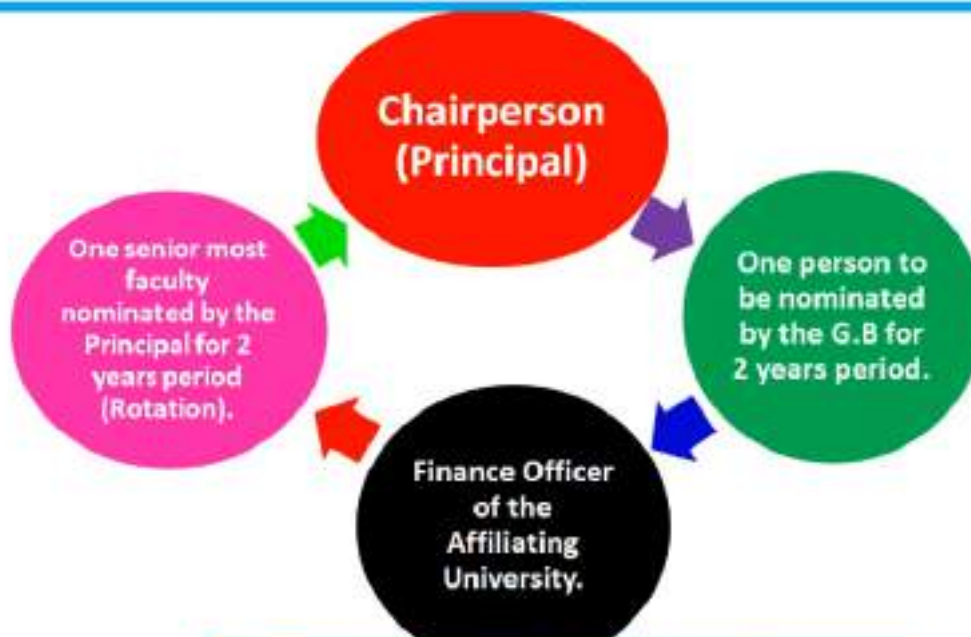 Chairperson
(Principal)
One person to
be nominated
by the G.B for
2 years period.
Finance Officer
of the
Affiliating
University.
One senior most
faculty
nominated by the
Principal for 2
years period
(Rotation).